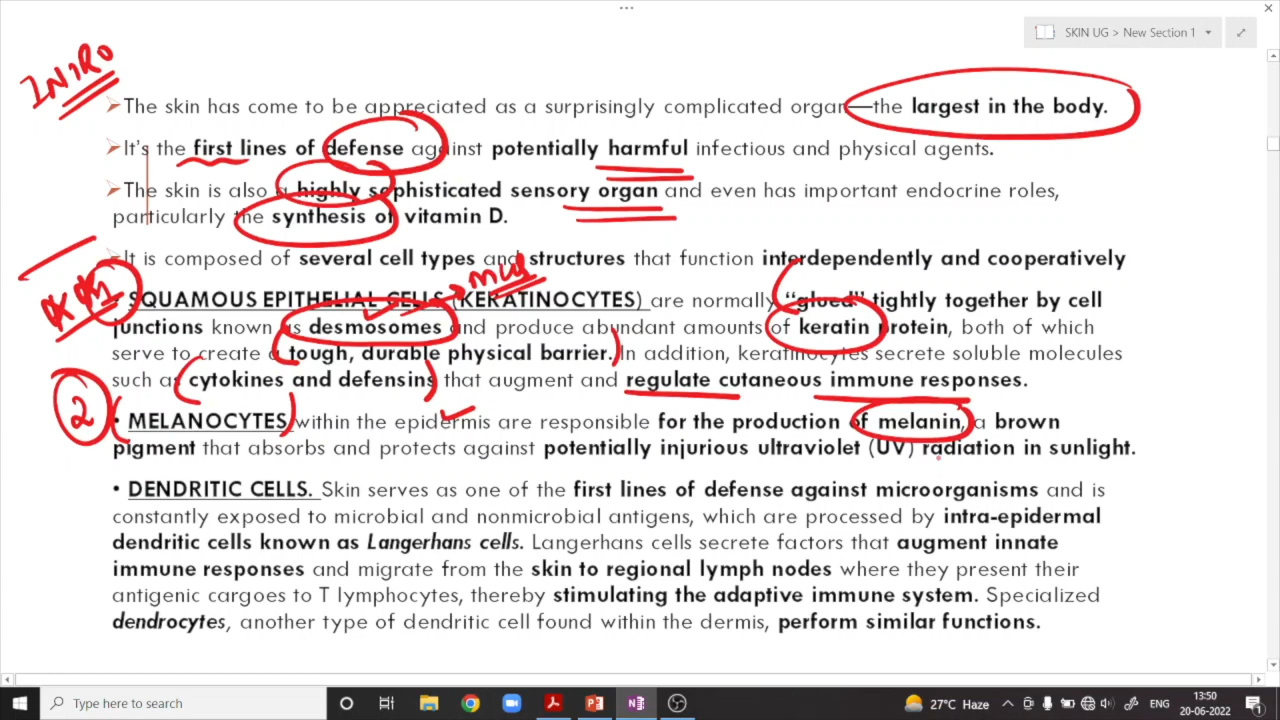 SKIN UG > New Section 1
INTRO
The skin has come to be appreciated as a surprisingly complicated organ—the largest in the body.
It's the first lines of defense against potentially harmful infectious and physical agents.
The skin is also a highly sophisticated sensory organ and even has important endocrine roles,
particularly the synthesis of vitamin D.
It is composed of several cell types and structures that function interdependently and cooperatively
MCQ
• SQUAMOUS EPITHELIAL CELLS (KERATINOCYTES) are normally “glued” tightly together by cell
junctions known as desmosomes and produce abundant amounts of keratin protein, both of which
serve to create a tough, durable physical barrier. In addition, keratinocytes secrete soluble molecules
such as cytokines and defensins that augment and regulate cutaneous immune responses.
2
• MELANOCYTES within the epidermis are responsible for the production of melanin, a brown
pigment that absorbs and protects against potentially injurious ultraviolet (UV) radiation in sunlight.
• DENDRITIC CELLS. Skin serves as one of the first lines of defense against microorganisms and is
constantly exposed to microbial and nonmicrobial antigens, which are processed by intra-epidermal
dendritic cells known as Langerhans cells. Langerhans cells secrete factors that augment innate
immune responses and migrate from the skin to regional lymph nodes where they present their
antigenic cargoes to T lymphocytes, thereby stimulating the adaptive immune system. Specialized
dendrocytes, another type of dendritic cell found within the dermis, perform similar functions.
Type here to search
27°C Haze
ENG
13:50
20-06-2022
1